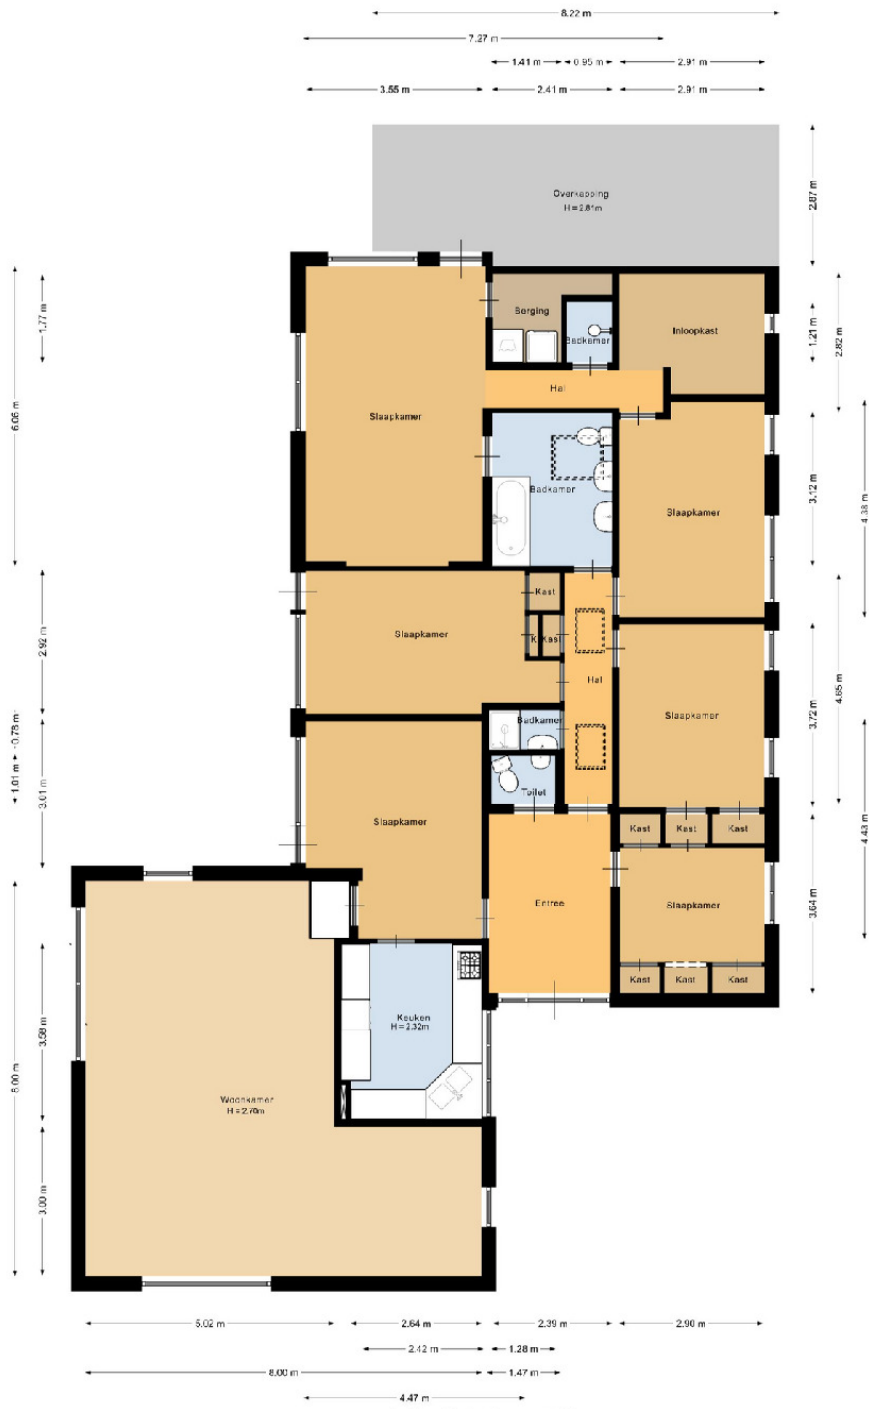 8.22 m
7.27 m
1.41 m 0.95 m 2.91 m
3.55 m 2.41 m 2.91 m
Overkapping
H = 2.61m
2.87 m
1.77 m
6.06 m
Berging
Badkamer
Inloopkast
1.21 m
2.82 m
Hal
Slaapkamer
Badkamer
Slaapkamer
3.12 m
4.38 m
Kast
Slaapkamer
K Kast
2.92 m
Hal
Badkamer
Slaapkamer
3.72 m
4.65 m
0.78 m
1.01 m
3.01 m
Toilet
Slaapkamer
Kast Kast Kast
Entree
Slaapkamer
3.64 m
4.43 m
Kast Kast Kast
Keuken
H = 2.32m
3.58 m
8.00 m
Woonkamer
H = 2.70m
3.00 m
5.02 m 2.64 m 2.39 m 2.90 m
2.42 m 1.28 m
8.00 m 1.47 m
4.47 m